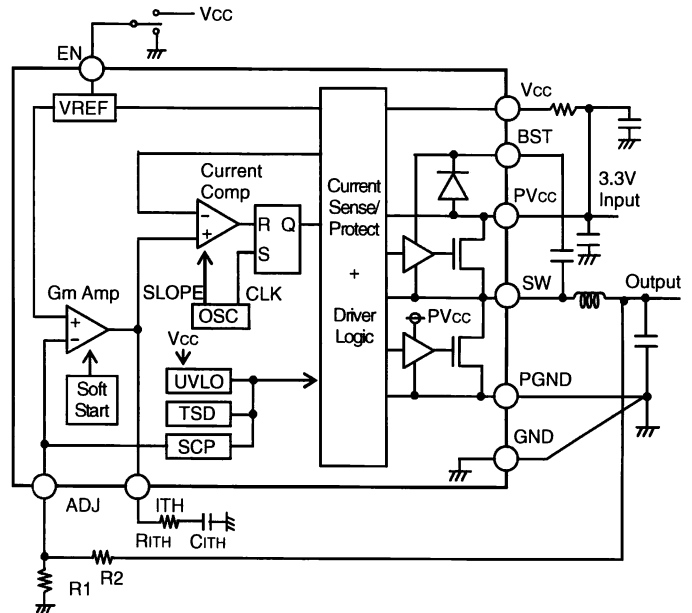 VCC
EN
VREF
VCC
BST
Current
Comp
Current
Sense/
Protect
+
Driver
Logic
3.3V
Input
PVCC
R Q
S
−
+
SLOPE
CLK
OSC
SW
Output
Gm Amp
+
−
VCC
PVCC
Soft
Start
UVLO
TSD
SCP
PGND
GND
ADJ
ITH
RITH
CITH
R2
R1